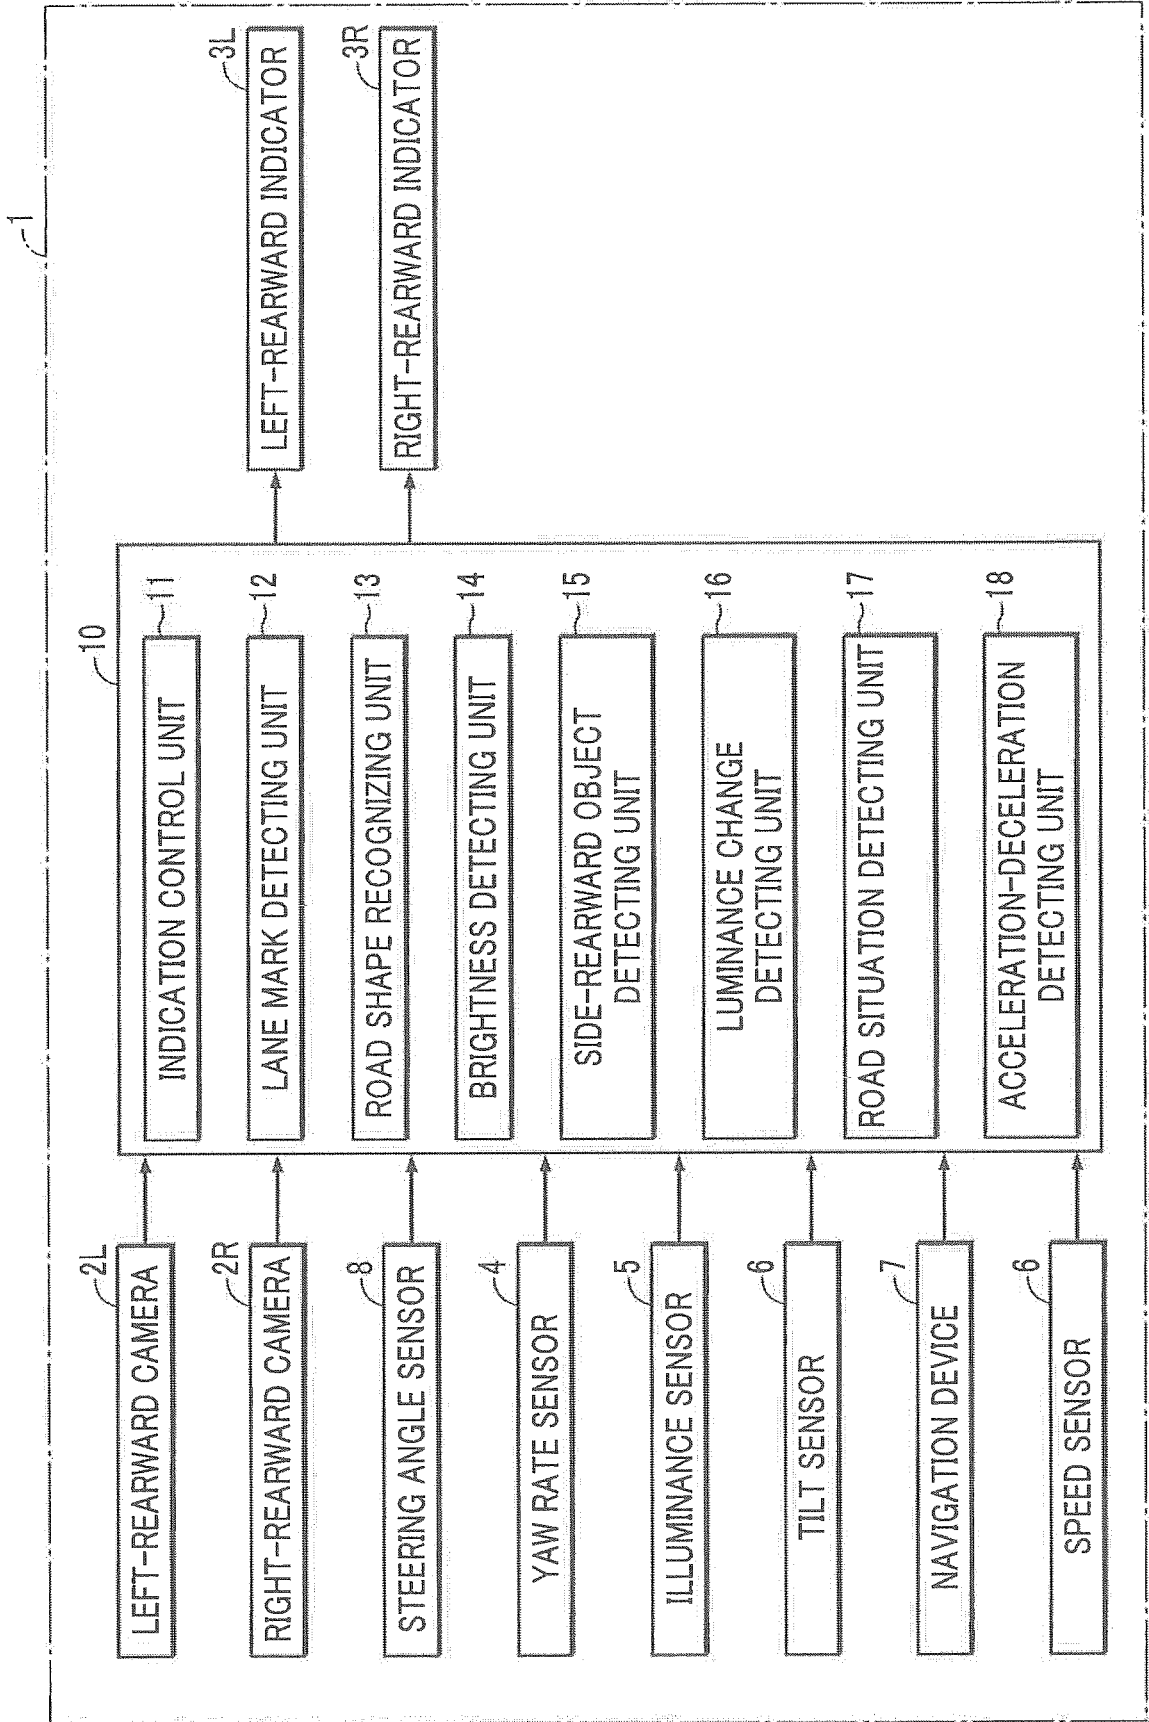 1
LEFT-REARWARD CAMERA
2L
RIGHT-REARWARD CAMERA
2R
STEERING ANGLE SENSOR
8
YAW RATE SENSOR
4
ILLUMINANCE SENSOR
5
TILT SENSOR
6
NAVIGATION DEVICE
7
SPEED SENSOR
6
10
INDICATION CONTROL UNIT
11
LANE MARK DETECTING UNIT
12
ROAD SHAPE RECOGNIZING UNIT
13
BRIGHTNESS DETECTING UNIT
14
SIDE-REARWARD OBJECT
DETECTING UNIT
15
LUMINANCE CHANGE
DETECTING UNIT
16
ROAD SITUATION DETECTING UNIT
17
ACCELERATION-DECELERATION
DETECTING UNIT
18
LEFT-REARWARD INDICATOR
3L
RIGHT-REARWARD INDICATOR
3R